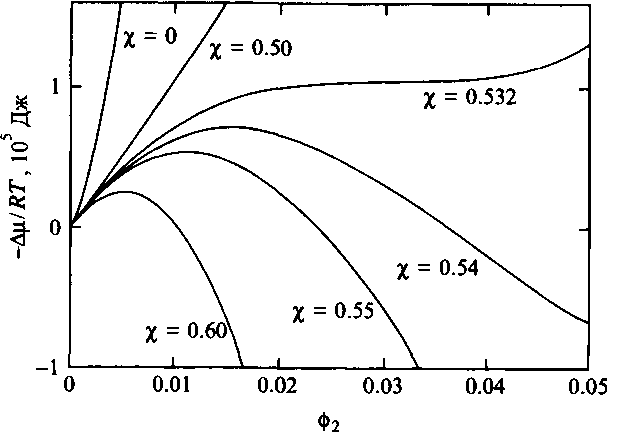 χ = 0
χ = 0.50
χ = 0.532
χ = 0.54
χ = 0.55
χ = 0.60
-Δμ/RT, 10⁵ Дж
1
0
−1
0
0.01
0.02
0.03
0.04
0.05
ϕ₂